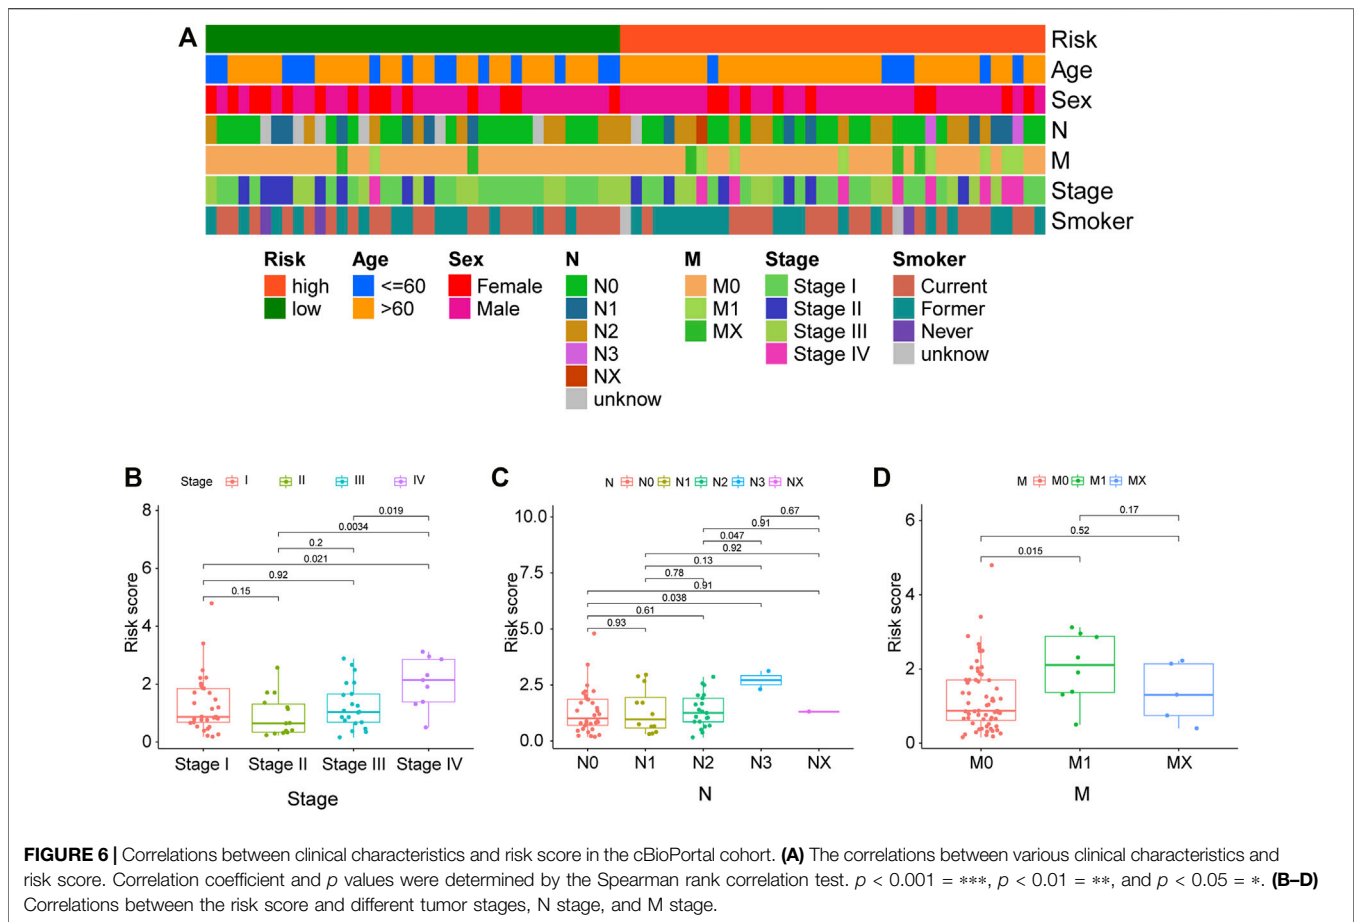 A
Risk
Age
Sex
N
M
Stage
Smoker
Risk Age Sex N M Stage Smoker
high <=60 Female N0 M0 Stage I Current
low >60 Male N1 M1 Stage II Former
N2 MX Stage III Never
N3 Stage IV unknow
NX
unknow
B Stage I II III IV
8
6
4
2
0
Risk score
0.019
0.0034
0.2
0.021
0.92
0.15
Stage I Stage II Stage III Stage IV
Stage
C N N0 N1 N2 N3 NX
10.0
7.5
5.0
2.5
0.0
Risk score
0.67
0.91
0.047
0.92
0.13
0.78
0.91
0.038
0.61
0.93
N0 N1 N2 N3 NX
N
D M M0 M1 MX
6
4
2
0
Risk score
0.17
0.52
0.015
M0 M1 MX
M
FIGURE 6 | Correlations between clinical characteristics and risk score in the cBioPortal cohort. (A) The correlations between various clinical characteristics and
risk score. Correlation coefficient and p values were determined by the Spearman rank correlation test. p < 0.001 = ∗∗∗, p < 0.01 = ∗∗, and p < 0.05 = ∗. (B–D)
Correlations between the risk score and different tumor stages, N stage, and M stage.